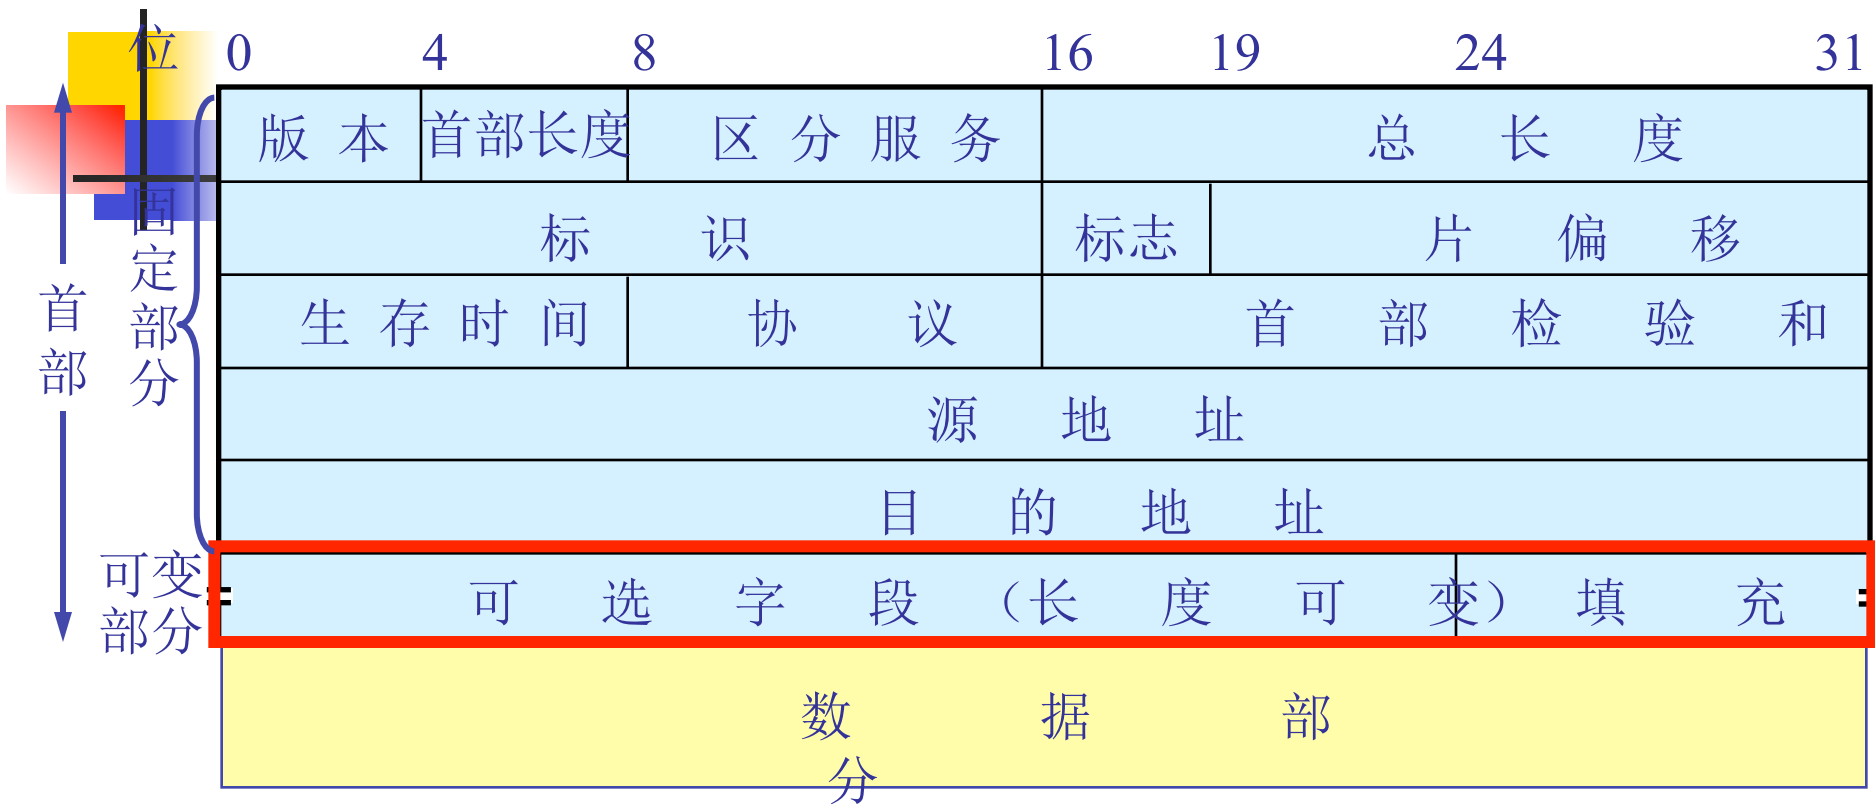 位 0 4 8 16 19 24 31
版 本 首部长度 区 分 服 务 总 长 度
标 识 标志 片 偏 移
生 存 时 间 协 议 首 部 检 验 和
源 地 址
目 的 地 址
可 选 字 段 （长 度 可 变） 填 充
数 据 部
分
首
部
固
定
部
分
可变
部分